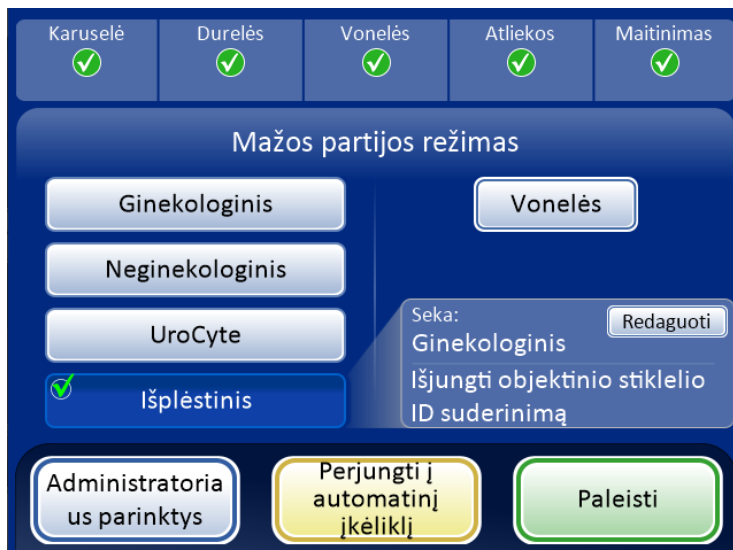 Karuselė
Durelės
Vonelės
Atliekos
Maitinimas
Mažos partijos režimas
Ginekologinis
Vonelės
Neginekologinis
UroCyte
Išplėstinis
Seka:
Redaguoti
Ginekologinis
Išjungti objektinio stiklelio
ID suderinimą
Administratoria
us parinktys
Perjungti į
automatinį
įkėliklį
Paleisti